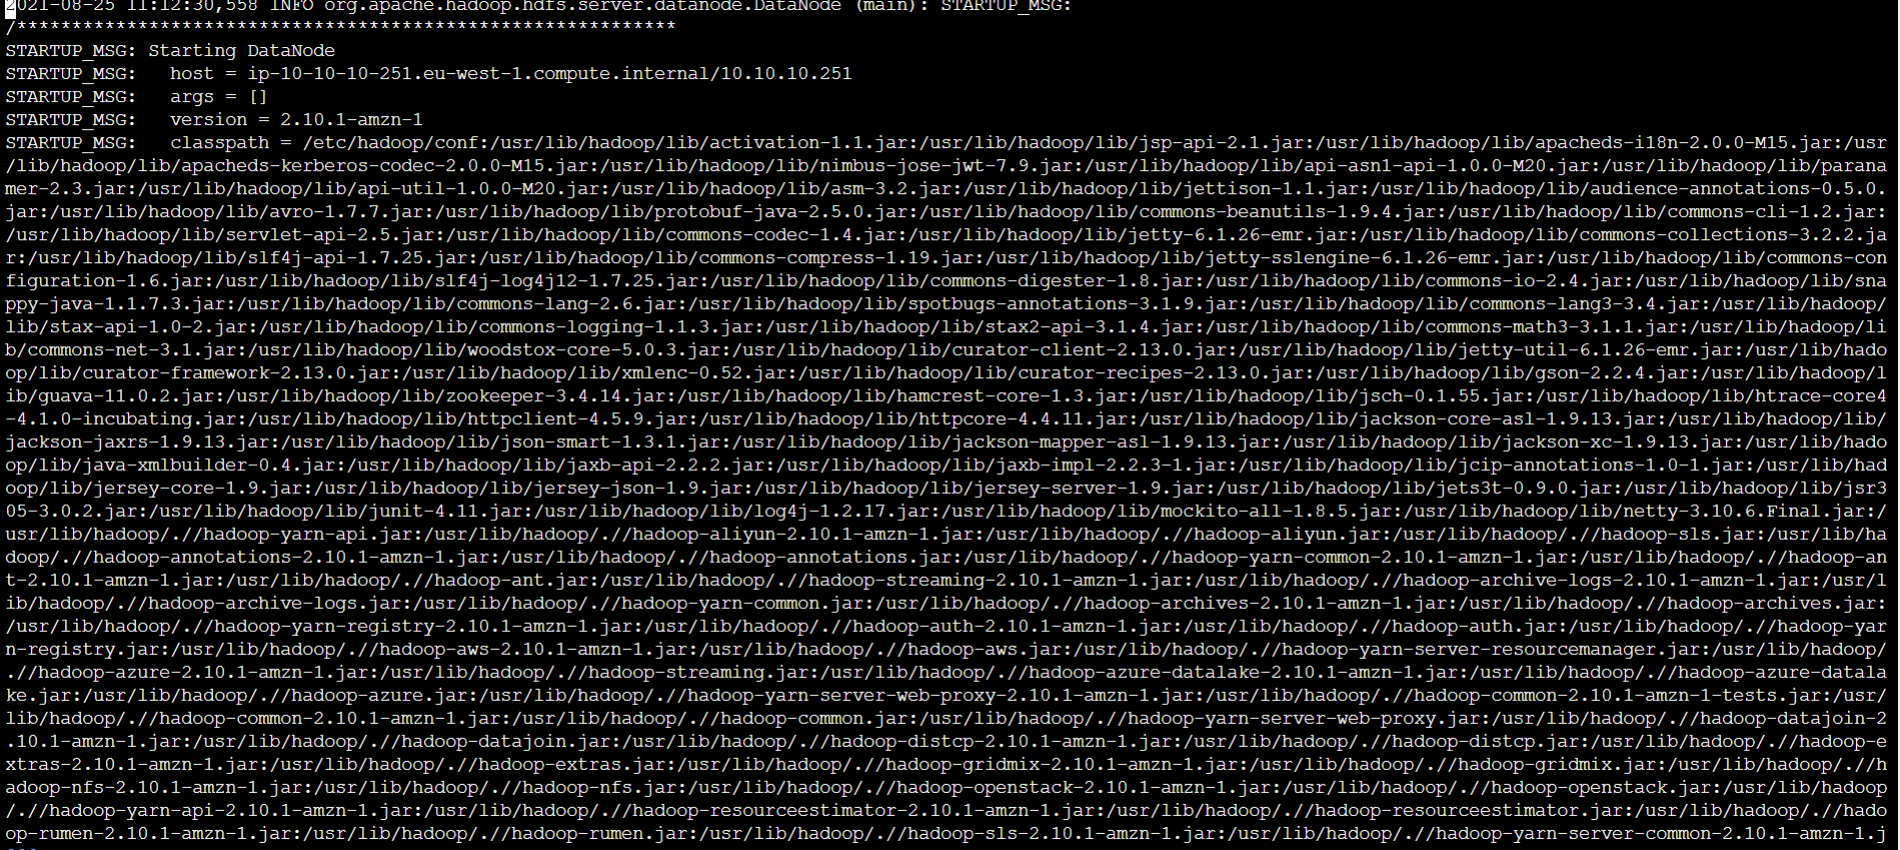 2021-08-25 11:12:30,558 INFO org.apache.hadoop.hdfs.server.datanode.DataNode (main): STARTUP_MSG:
/************************************************************
STARTUP_MSG: Starting DataNode
STARTUP_MSG:   host = ip-10-10-10-251.eu-west-1.compute.internal/10.10.10.251
STARTUP_MSG:   args = []
STARTUP_MSG:   version = 2.10.1-amzn-1
STARTUP_MSG:   classpath = /etc/hadoop/conf:/usr/lib/hadoop/lib/activation-1.1.jar:/usr/lib/hadoop/lib/jsp-api-2.1.jar:/usr/lib/hadoop/lib/apacheds-i18n-2.0.0-M15.jar:/usr
/lib/hadoop/lib/apacheds-kerberos-codec-2.0.0-M15.jar:/usr/lib/hadoop/lib/nimbus-jose-jwt-7.9.jar:/usr/lib/hadoop/lib/api-asn1-api-1.0.0-M20.jar:/usr/lib/hadoop/lib/parana
mer-2.3.jar:/usr/lib/hadoop/lib/api-util-1.0.0-M20.jar:/usr/lib/hadoop/lib/asm-3.2.jar:/usr/lib/hadoop/lib/jettison-1.1.jar:/usr/lib/hadoop/lib/audience-annotations-0.5.0.
jar:/usr/lib/hadoop/lib/avro-1.7.7.jar:/usr/lib/hadoop/lib/protobuf-java-2.5.0.jar:/usr/lib/hadoop/lib/commons-beanutils-1.9.4.jar:/usr/lib/hadoop/lib/commons-cli-1.2.jar:
/usr/lib/hadoop/lib/servlet-api-2.5.jar:/usr/lib/hadoop/lib/commons-codec-1.4.jar:/usr/lib/hadoop/lib/jetty-6.1.26-emr.jar:/usr/lib/hadoop/lib/commons-collections-3.2.2.ja
r:/usr/lib/hadoop/lib/slf4j-api-1.7.25.jar:/usr/lib/hadoop/lib/commons-compress-1.19.jar:/usr/lib/hadoop/lib/jetty-sslengine-6.1.26-emr.jar:/usr/lib/hadoop/lib/commons-con
figuration-1.6.jar:/usr/lib/hadoop/lib/slf4j-log4j12-1.7.25.jar:/usr/lib/hadoop/lib/commons-digester-1.8.jar:/usr/lib/hadoop/lib/commons-io-2.4.jar:/usr/lib/hadoop/lib/sna
ppy-java-1.1.7.3.jar:/usr/lib/hadoop/lib/commons-lang-2.6.jar:/usr/lib/hadoop/lib/spotbugs-annotations-3.1.9.jar:/usr/lib/hadoop/lib/commons-lang3-3.4.jar:/usr/lib/hadoop/
lib/stax-api-1.0-2.jar:/usr/lib/hadoop/lib/commons-logging-1.1.3.jar:/usr/lib/hadoop/lib/stax2-api-3.1.4.jar:/usr/lib/hadoop/lib/commons-math3-3.1.1.jar:/usr/lib/hadoop/li
b/commons-net-3.1.jar:/usr/lib/hadoop/lib/woodstox-core-5.0.3.jar:/usr/lib/hadoop/lib/curator-client-2.13.0.jar:/usr/lib/hadoop/lib/jetty-util-6.1.26-emr.jar:/usr/lib/hado
op/lib/curator-framework-2.13.0.jar:/usr/lib/hadoop/lib/xmlenc-0.52.jar:/usr/lib/hadoop/lib/curator-recipes-2.13.0.jar:/usr/lib/hadoop/lib/gson-2.2.4.jar:/usr/lib/hadoop/l
ib/guava-11.0.2.jar:/usr/lib/hadoop/lib/zookeeper-3.4.14.jar:/usr/lib/hadoop/lib/hamcrest-core-1.3.jar:/usr/lib/hadoop/lib/jsch-0.1.55.jar:/usr/lib/hadoop/lib/htrace-core4
-4.1.0-incubating.jar:/usr/lib/hadoop/lib/httpclient-4.5.9.jar:/usr/lib/hadoop/lib/httpcore-4.4.11.jar:/usr/lib/hadoop/lib/jackson-core-asl-1.9.13.jar:/usr/lib/hadoop/lib/
jackson-jaxrs-1.9.13.jar:/usr/lib/hadoop/lib/json-smart-1.3.1.jar:/usr/lib/hadoop/lib/jackson-mapper-asl-1.9.13.jar:/usr/lib/hadoop/lib/jackson-xc-1.9.13.jar:/usr/lib/hado
op/lib/java-xmlbuilder-0.4.jar:/usr/lib/hadoop/lib/jaxb-api-2.2.2.jar:/usr/lib/hadoop/lib/jaxb-impl-2.2.3-1.jar:/usr/lib/hadoop/lib/jcip-annotations-1.0-1.jar:/usr/lib/had
oop/lib/jersey-core-1.9.jar:/usr/lib/hadoop/lib/jersey-json-1.9.jar:/usr/lib/hadoop/lib/jersey-server-1.9.jar:/usr/lib/hadoop/lib/jets3t-0.9.0.jar:/usr/lib/hadoop/lib/jsr3
05-3.0.2.jar:/usr/lib/hadoop/lib/junit-4.11.jar:/usr/lib/hadoop/lib/log4j-1.2.17.jar:/usr/lib/hadoop/lib/mockito-all-1.8.5.jar:/usr/lib/hadoop/lib/netty-3.10.6.Final.jar:/
usr/lib/hadoop/.//hadoop-yarn-api.jar:/usr/lib/hadoop/.//hadoop-aliyun-2.10.1-amzn-1.jar:/usr/lib/hadoop/.//hadoop-aliyun.jar:/usr/lib/hadoop/.//hadoop-sls.jar:/usr/lib/ha
doop/.//hadoop-annotations-2.10.1-amzn-1.jar:/usr/lib/hadoop/.//hadoop-annotations.jar:/usr/lib/hadoop/.//hadoop-yarn-common-2.10.1-amzn-1.jar:/usr/lib/hadoop/.//hadoop-an
t-2.10.1-amzn-1.jar:/usr/lib/hadoop/.//hadoop-ant.jar:/usr/lib/hadoop/.//hadoop-streaming-2.10.1-amzn-1.jar:/usr/lib/hadoop/.//hadoop-archive-logs-2.10.1-amzn-1.jar:/usr/l
ib/hadoop/.//hadoop-archive-logs.jar:/usr/lib/hadoop/.//hadoop-yarn-common.jar:/usr/lib/hadoop/.//hadoop-archives-2.10.1-amzn-1.jar:/usr/lib/hadoop/.//hadoop-archives.jar:
/usr/lib/hadoop/.//hadoop-yarn-registry-2.10.1-amzn-1.jar:/usr/lib/hadoop/.//hadoop-auth-2.10.1-amzn-1.jar:/usr/lib/hadoop/.//hadoop-auth.jar:/usr/lib/hadoop/.//hadoop-yar
n-registry.jar:/usr/lib/hadoop/.//hadoop-aws-2.10.1-amzn-1.jar:/usr/lib/hadoop/.//hadoop-aws.jar:/usr/lib/hadoop/.//hadoop-yarn-server-resourcemanager.jar:/usr/lib/hadoop/
.//hadoop-azure-2.10.1-amzn-1.jar:/usr/lib/hadoop/.//hadoop-streaming.jar:/usr/lib/hadoop/.//hadoop-azure-datalake-2.10.1-amzn-1.jar:/usr/lib/hadoop/.//hadoop-azure-datala
ke.jar:/usr/lib/hadoop/.//hadoop-azure.jar:/usr/lib/hadoop/.//hadoop-yarn-server-web-proxy-2.10.1-amzn-1.jar:/usr/lib/hadoop/.//hadoop-common-2.10.1-amzn-1-tests.jar:/usr/
lib/hadoop/.//hadoop-common-2.10.1-amzn-1.jar:/usr/lib/hadoop/.//hadoop-common.jar:/usr/lib/hadoop/.//hadoop-yarn-server-web-proxy.jar:/usr/lib/hadoop/.//hadoop-datajoin-2
.10.1-amzn-1.jar:/usr/lib/hadoop/.//hadoop-datajoin.jar:/usr/lib/hadoop/.//hadoop-distcp-2.10.1-amzn-1.jar:/usr/lib/hadoop/.//hadoop-distcp.jar:/usr/lib/hadoop/.//hadoop-e
xtras-2.10.1-amzn-1.jar:/usr/lib/hadoop/.//hadoop-extras.jar:/usr/lib/hadoop/.//hadoop-gridmix-2.10.1-amzn-1.jar:/usr/lib/hadoop/.//hadoop-gridmix.jar:/usr/lib/hadoop/.//h
adoop-nfs-2.10.1-amzn-1.jar:/usr/lib/hadoop/.//hadoop-nfs.jar:/usr/lib/hadoop/.//hadoop-openstack-2.10.1-amzn-1.jar:/usr/lib/hadoop/.//hadoop-openstack.jar:/usr/lib/hadoop
/.//hadoop-yarn-api-2.10.1-amzn-1.jar:/usr/lib/hadoop/.//hadoop-resourceestimator-2.10.1-amzn-1.jar:/usr/lib/hadoop/.//hadoop-resourceestimator.jar:/usr/lib/hadoop/.//hado
op-rumen-2.10.1-amzn-1.jar:/usr/lib/hadoop/.//hadoop-rumen.jar:/usr/lib/hadoop/.//hadoop-sls-2.10.1-amzn-1.jar:/usr/lib/hadoop/.//hadoop-yarn-server-common-2.10.1-amzn-1.j